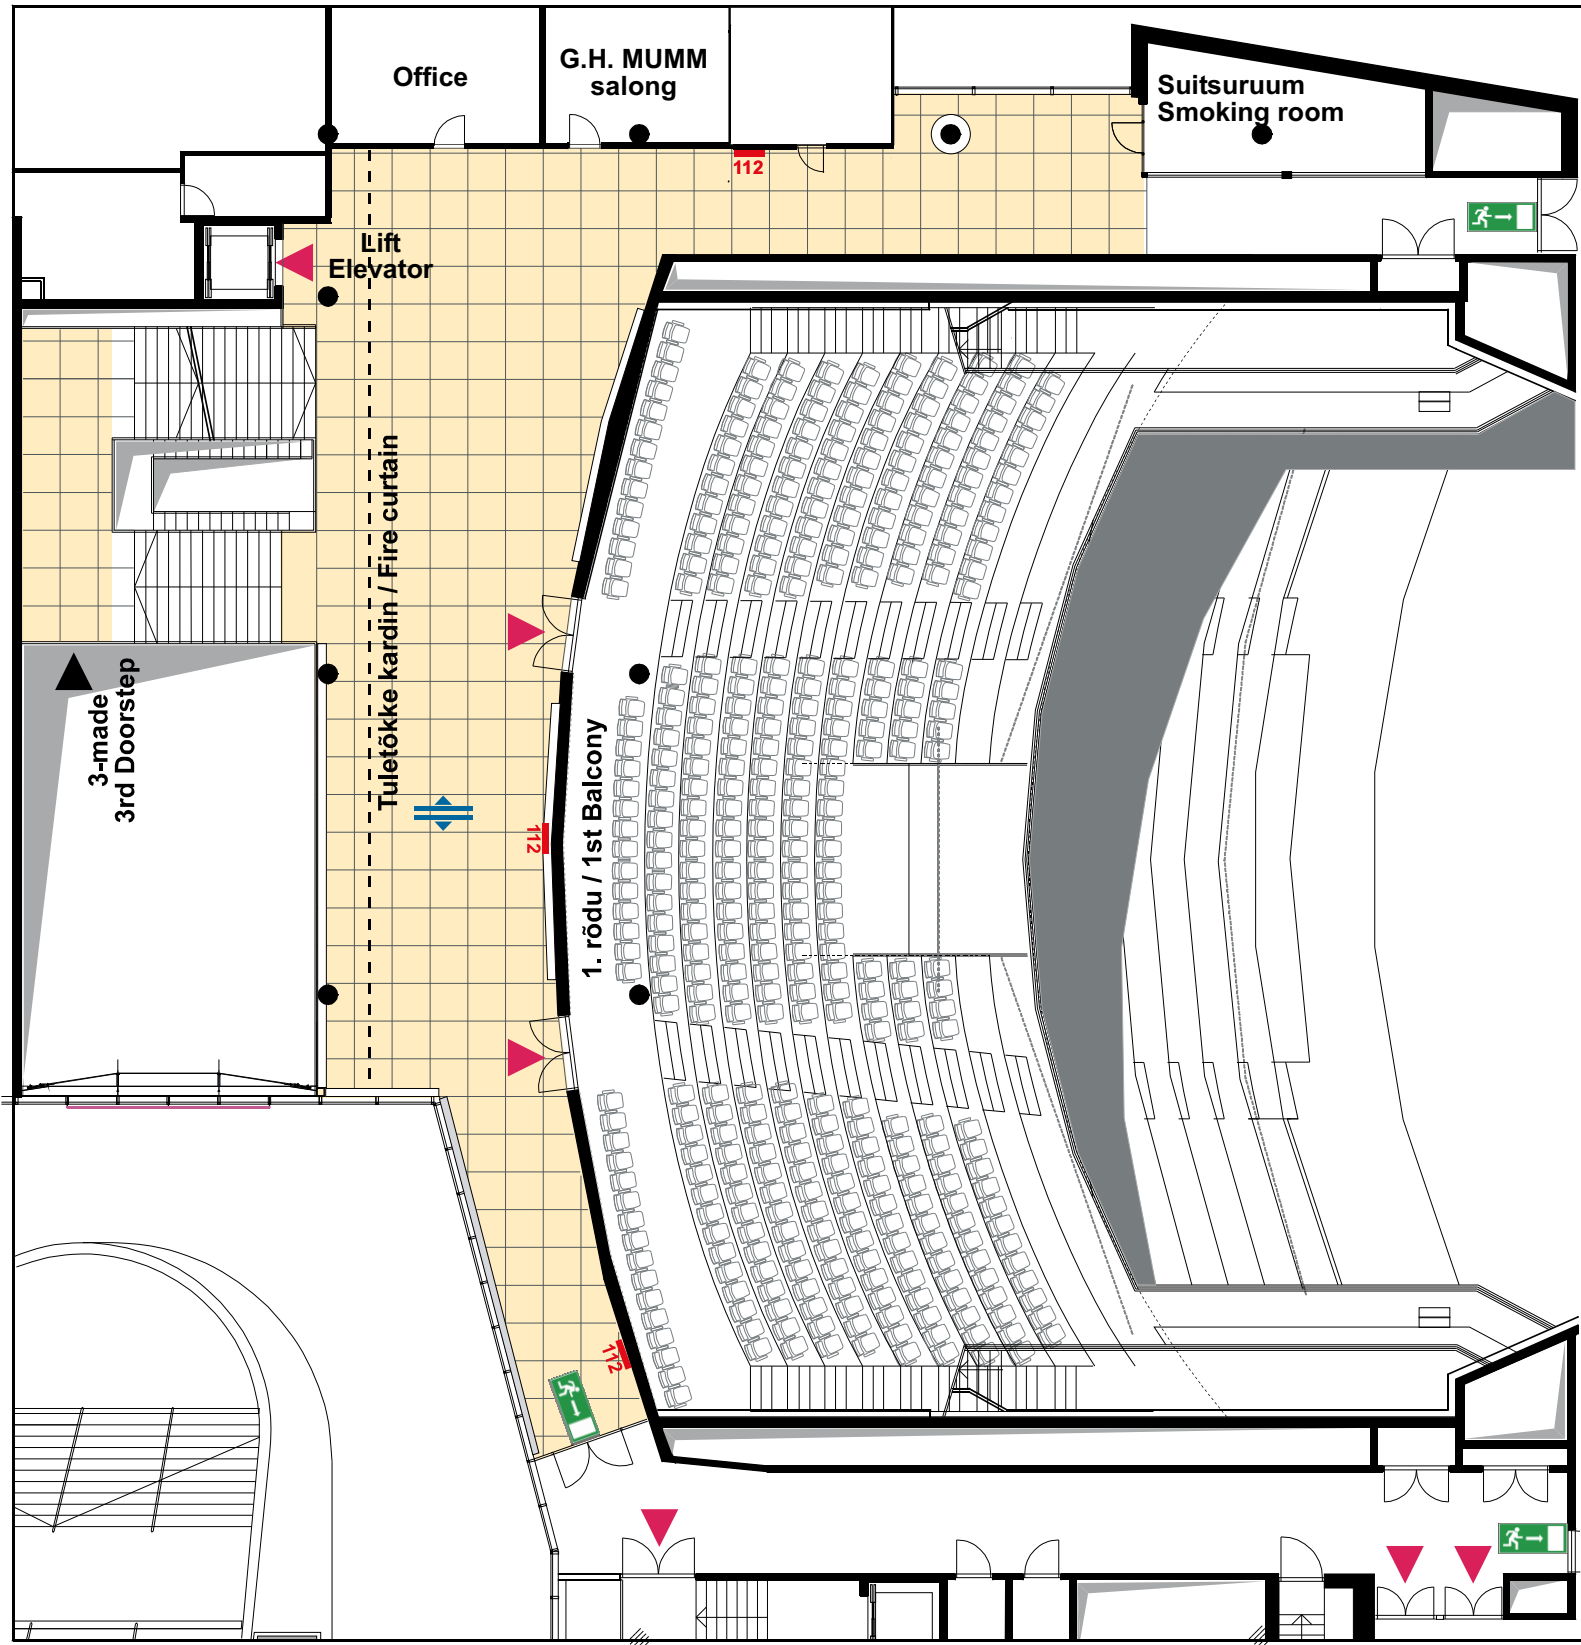 Office
G.H. MUMM
salong
Suitsuruum
Smoking room
112
Lift
Elevator
Tuletõkke kardin / Fire curtain
3-made
3rd Doorstep
1. rõdu / 1st Balcony
112
112